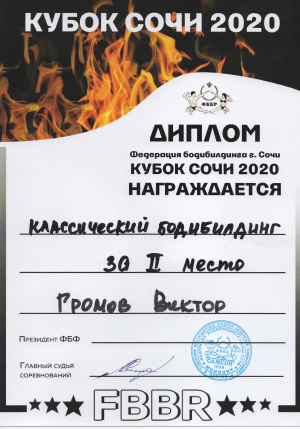 КУБОК СОЧИ 2020
ФББР
ДИПЛОМ
Федерация бодибилдинга г. Сочи
КУБОК СОЧИ 2020
НАГРАЖДАЕТСЯ
Классический бодибилдинг
за II место
Громов Виктор
Президент ФБФ
Главный судья
соревнований
FBBR